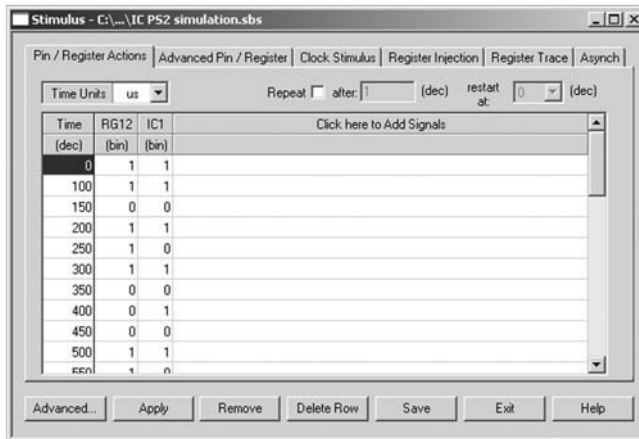 Stimulus - C:\...\IC PS2 simulation.sbs
Pin / Register Actions Advanced Pin / Register Clock Stimulus Register Injection Register Trace Asynch
Time Units us Repeat after: 1 (dec) restart at: 0 (dec)
Time RG12 IC1 Click here to Add Signals
(dec) (bin) (bin)
0 1 1
100 1 1
150 0 0
200 1 1
250 1 0
300 1 1
350 0 0
400 0 1
450 0 0
500 1 1
550 1 0
Advanced... Apply Remove Delete Row Save Exit Help